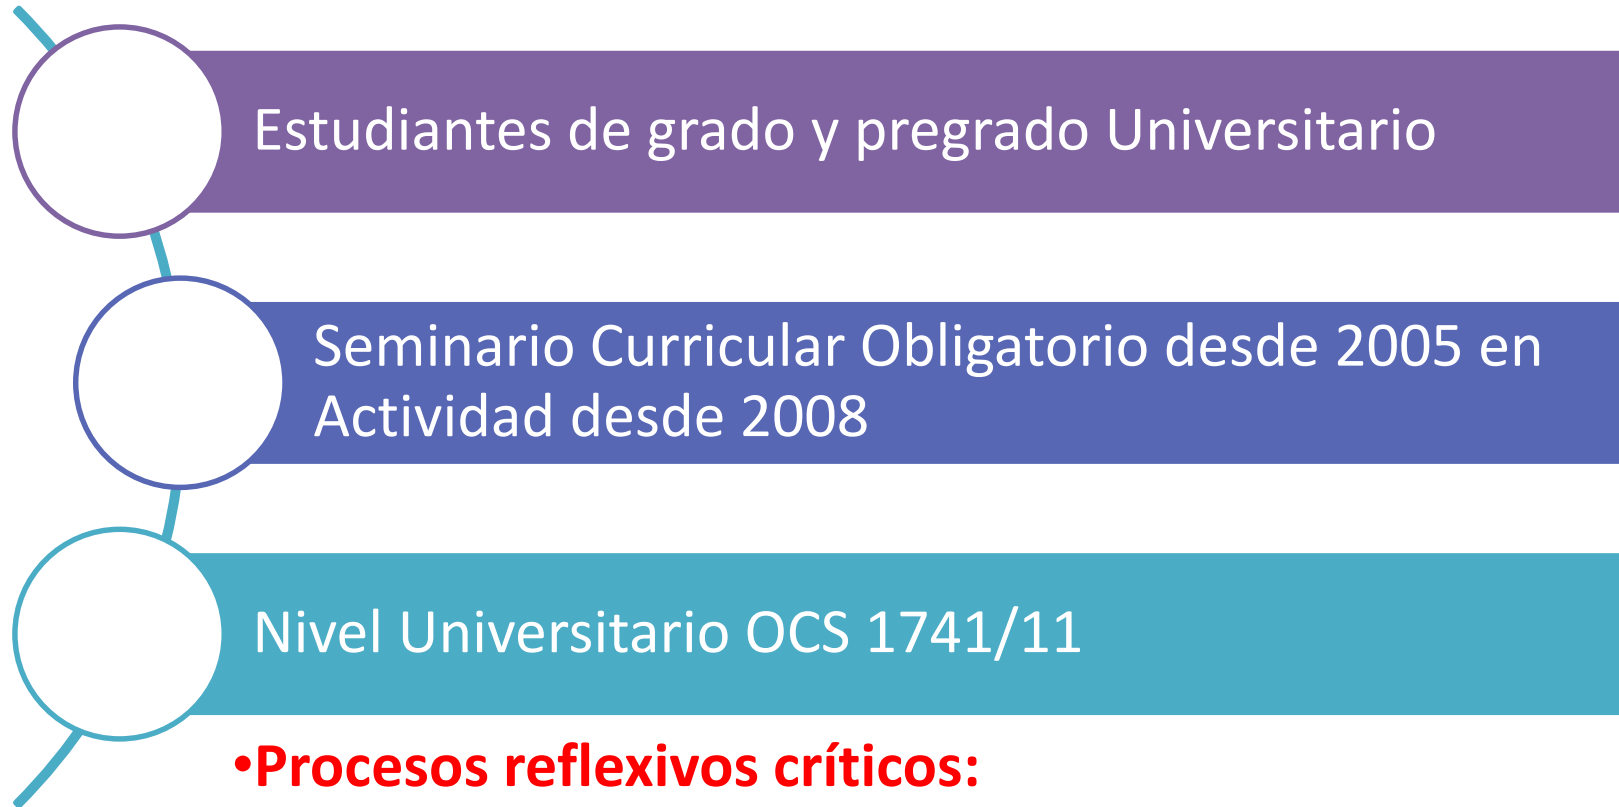 Estudiantes de grado y pregrado Universitario
Seminario Curricular Obligatorio desde 2005 en
Actividad desde 2008
Nivel Universitario OCS 1741/11
•Procesos reflexivos críticos: